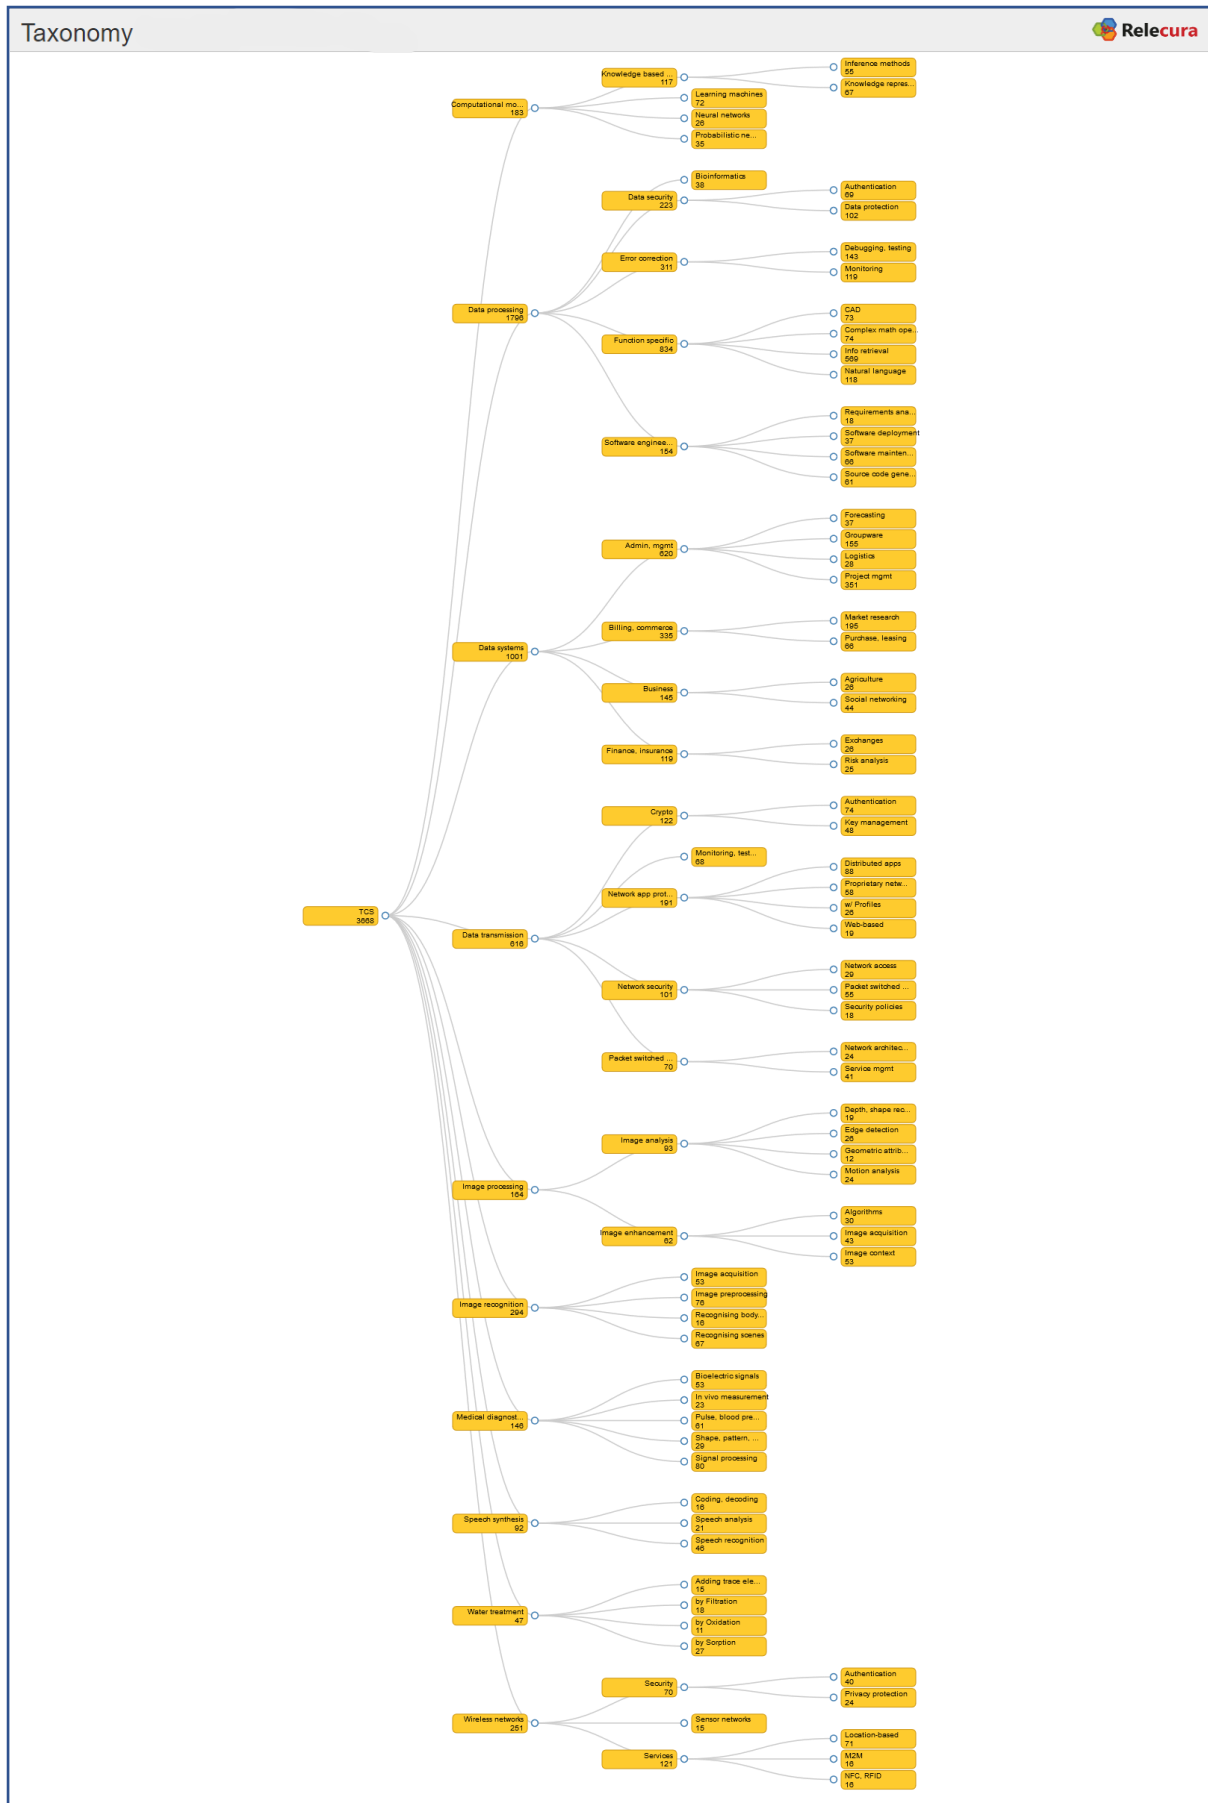 Taxonomy
Relecura
Knowledge based ...
117
Inference methods
55
Knowledge repres...
67
Computational mo...
183
Learning machines
72
Neural networks
26
Probabilistic ne...
35
Bioinformatics
38
Data security
223
Authentication
69
Data protection
102
Error correction
311
Debugging, testing
143
Monitoring
119
Data processing
1796
Function specific
834
CAD
73
Complex math ope...
74
Info retrieval
569
Natural language
118
Software enginee...
154
Requirements ana...
18
Software deployment
37
Software mainten...
66
Source code gene...
61
Admin, mgmt
620
Forecasting
37
Groupware
155
Logistics
28
Project mgmt
351
Billing, commerce
335
Market research
195
Purchase, leasing
66
Data systems
1001
Business
145
Agriculture
26
Social networking
44
Finance, insurance
119
Exchanges
26
Risk analysis
25
Crypto
122
Authentication
74
Key management
48
Monitoring, test...
68
Network app prot...
191
Distributed apps
88
Proprietary netw...
58
w/ Profiles
26
Web-based
19
TCS
3668
Data transmission
616
Network security
101
Network access
29
Packet switched ...
55
Security policies
18
Packet switched ...
70
Network architec...
24
Service mgmt
41
Image analysis
93
Depth, shape rec...
19
Edge detection
26
Geometric attrib...
12
Motion analysis
24
Image processing
164
Image enhancement
62
Algorithms
30
Image acquisition
43
Image context
53
Image recognition
294
Image acquisition
53
Image preprocessing
76
Recognising body...
16
Recognising scenes
67
Medical diagnost...
146
Bioelectric signals
53
In vivo measurement
23
Pulse, blood pre...
61
Shape, pattern, ...
29
Signal processing
80
Speech synthesis
92
Coding, decoding
16
Speech analysis
21
Speech recognition
46
Water treatment
47
Adding trace ele...
15
by Filtration
18
by Oxidation
11
by Sorption
27
Wireless networks
251
Security
70
Authentication
40
Privacy protection
24
Sensor networks
15
Services
121
Location-based
71
M2M
16
NFC, RFID
16